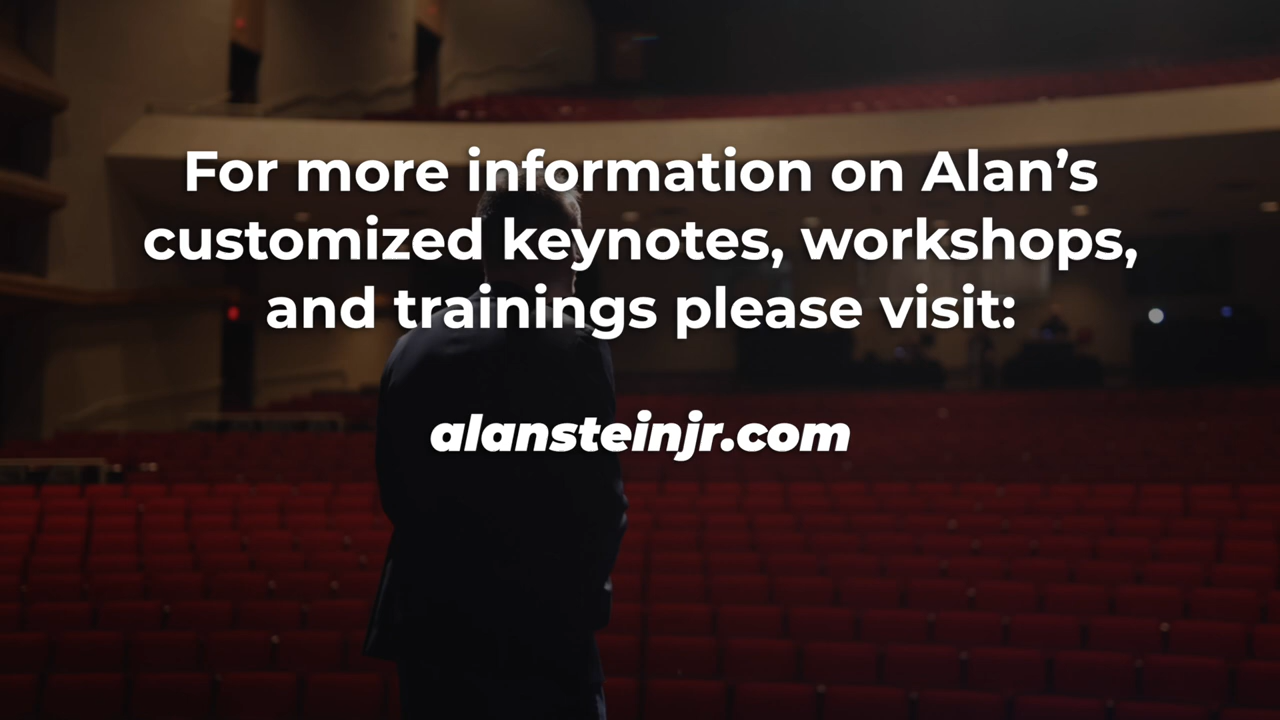 For more information on Alan’s
customized keynotes, workshops,
and trainings please visit:
alansteinjr.com